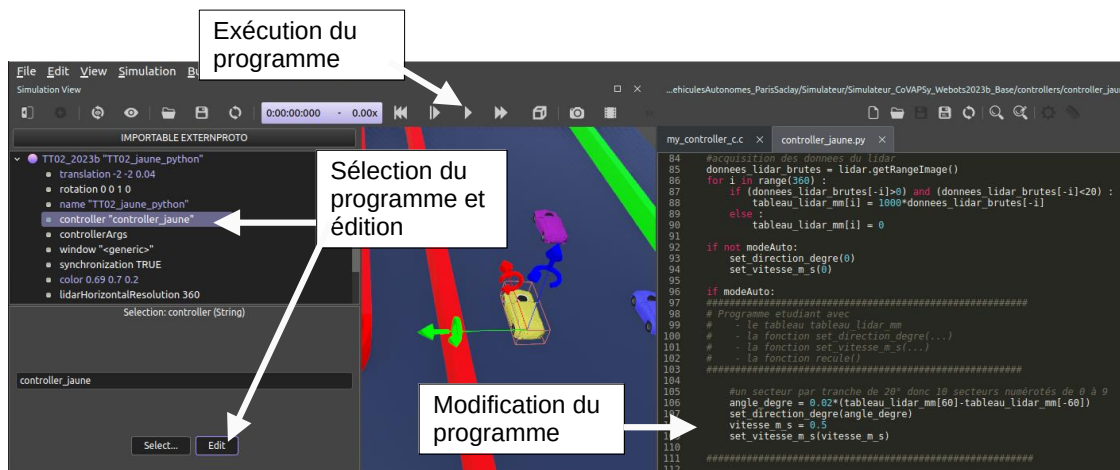 Exécution du
programme
File Edit View Simulation
Simulation View
0:00:00:000 - 0.00x
IMPORTABLE EXTERNPROTO
TT02_2023b "TT02_jaune_python"
translation -2 -2 0.04
rotation 0 0 1 0
name "TT02_jaune_python"
controller "controller_jaune"
controllerArgs
window "<generic>"
synchronization TRUE
color 0.69 0.7 0.2
lidarHorizontalResolution 360
Selection: controller (String)
controller_jaune
Select... Edit
Sélection du
programme et
édition
Modification du
programme
...ehiculesAutonomes_ParisSaclay/Simulateur/Simulateur_CoVAPSy_Webots2023b_Base/controllers/controller_jau
my_controller_c.c controller_jaune.py
84 #acquisition des donnees du lidar
85 donnees_lidar_brutes = lidar.getRangeImage()
86 for i in range(360) :
87 if (donnees_lidar_brutes[-i]>0) and (donnees_lidar_brutes[-i]<20) :
88 tableau_lidar_mm[i] = 1000*donnees_lidar_brutes[-i]
89 else :
90 tableau_lidar_mm[i] = 0
91
92 if not modeAuto:
93 set_direction_degre(0)
94 set_vitesse_m_s(0)
95
96 if modeAuto:
97 ########################################################
98 # Programme etudiant avec
99 # - le tableau tableau_lidar_mm
100 # - la fonction set_direction_degre(...)
101 # - la fonction set_vitesse_m_s(...)
102 # - la fonction recule()
103 #######################################################
104
105 #un secteur par tranche de 20° donc 10 secteurs numérotés de 0 à 9
106 angle_degre = 0.02*(tableau_lidar_mm[60]-tableau_lidar_mm[-60])
107 set_direction_degre(angle_degre)
vitesse_m_s = 0.5
set_vitesse_m_s(vitesse_m_s)
110
111 #########################################################
112